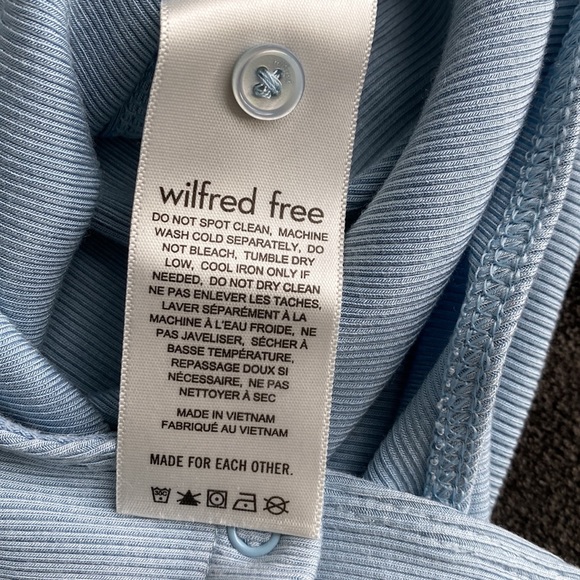 wilfred free
DO NOT SPOT CLEAN, MACHINE
WASH COLD SEPARATELY, DO
NOT BLEACH, TUMBLE DRY
LOW, COOL IRON ONLY IF
NEEDED, DO NOT DRY CLEAN
NE PAS ENLEVER LES TACHES,
LAVER SÉPARÉMENT À LA
MACHINE À L'EAU FROIDE, NE
PAS JAVELISER, SÉCHER À
BASSE TEMPÉRATURE,
REPASSAGE DOUX SI
NÉCESSAIRE, NE PAS
NETTOYER À SEC
MADE IN VIETNAM
FABRIQUÉ AU VIETNAM
MADE FOR EACH OTHER.